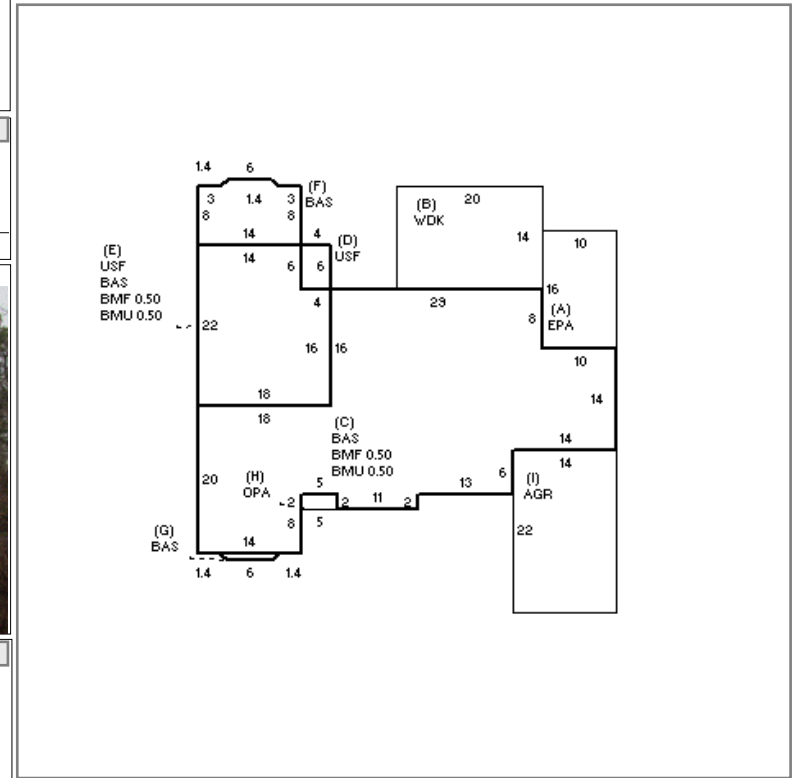 1.4 6
3 1.4 3
8 8
(F)
BAS
14 4
14
(D)
USF
6 6
(B)
WDK
20
14
10
(E)
USF
BAS
BMF 0.50
BMU 0.50
22
4
29
16
8
(A)
EPA
16 16
10
14
18
18
(C)
BAS
BMF 0.50
BMU 0.50
14
14
20
(H)
OPA
5
2 2 11 2
13
6
(I)
AGR
8 5
22
(G)
BAS
14
1.4 6 1.4